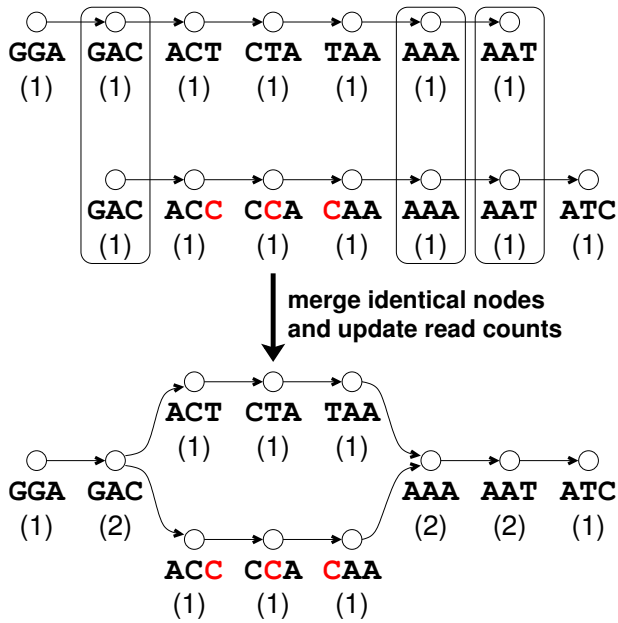 GGA GAC ACT CTA TAA AAA AAT
(1) (1) (1) (1) (1) (1) (1)
GAC ACC CCA CAA AAA AAT ATC
(1) (1) (1) (1) (1) (1) (1)
merge identical nodes
and update read counts
ACT CTA TAA
(1) (1) (1)
GGA GAC AAA AAT ATC
(1) (2) (2) (2) (1)
ACC CCA CAA
(1) (1) (1)